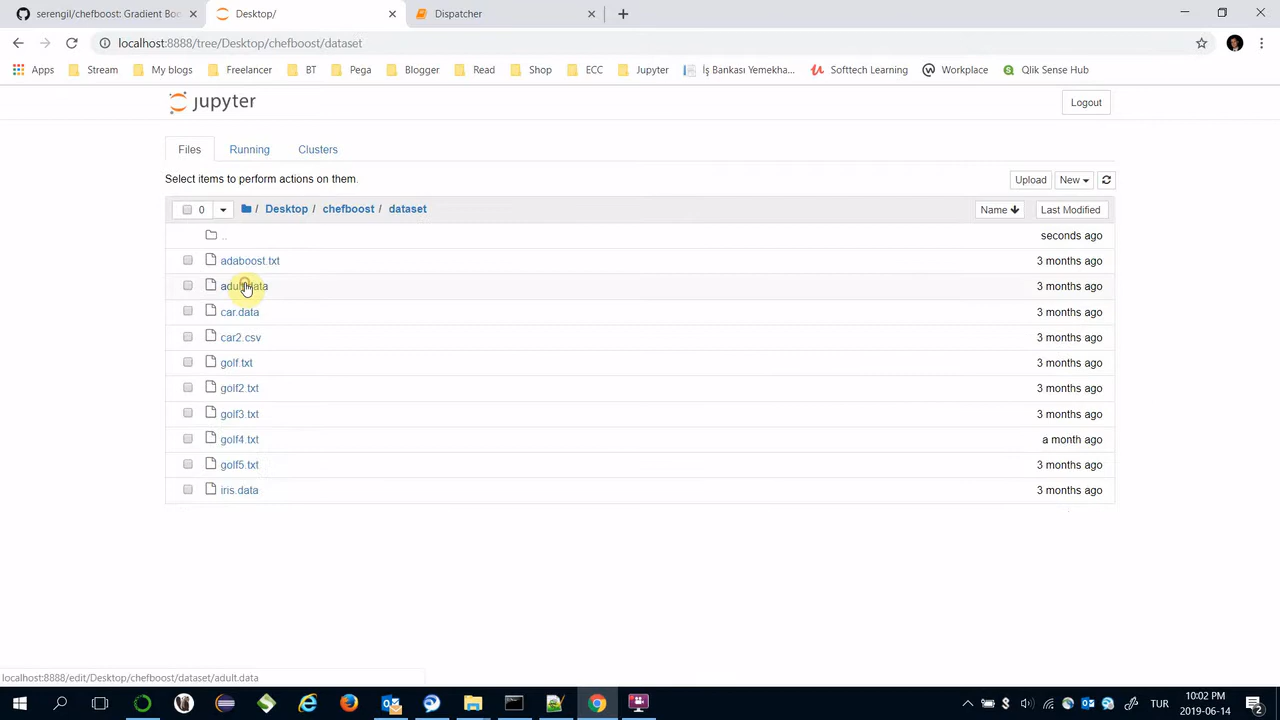 serengil/chefboost: Gradient Boo
Desktop/
Dispatcher
localhost:8888/tree/Desktop/chefboost/dataset
Apps Stream My blogs Freelancer BT Pega Blogger Read Shop ECC Jupyter İş Bankası Yemekha... Softtech Learning Workplace Qlik Sense Hub
jupyter
Logout
Files Running Clusters
Select items to perform actions on them.
Upload New
0 / Desktop / chefboost / dataset Name Last Modified
.. seconds ago
adaboost.txt 3 months ago
adult.data 3 months ago
car.data 3 months ago
car2.csv 3 months ago
golf.txt 3 months ago
golf2.txt 3 months ago
golf3.txt 3 months ago
golf4.txt a month ago
golf5.txt 3 months ago
iris.data 3 months ago
localhost:8888/edit/Desktop/chefboost/dataset/adult.data
TUR
10:02 PM
2019-06-14
2